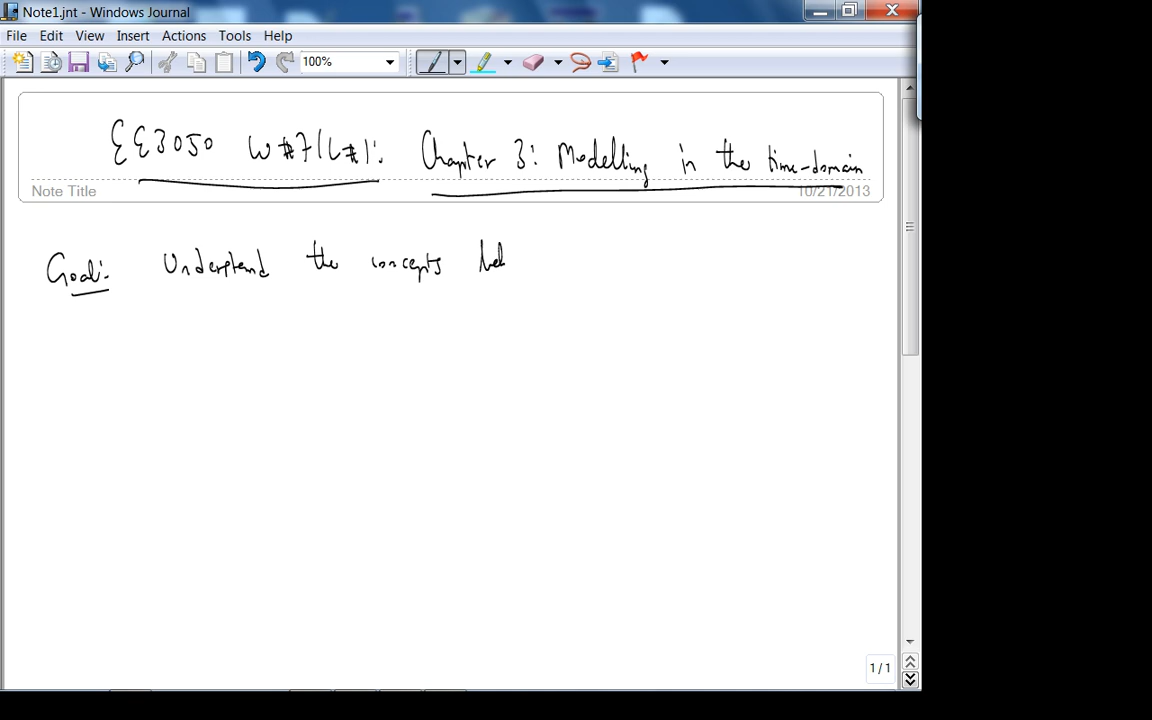 Note1.jnt - Windows Journal
File Edit View Insert Actions Tools Help
100%
EE3050 W#7/L#1: Chapter 3: Modelling in the time-domain
Note Title
10/21/2013
Goal: Understand the concepts beh
1 / 1